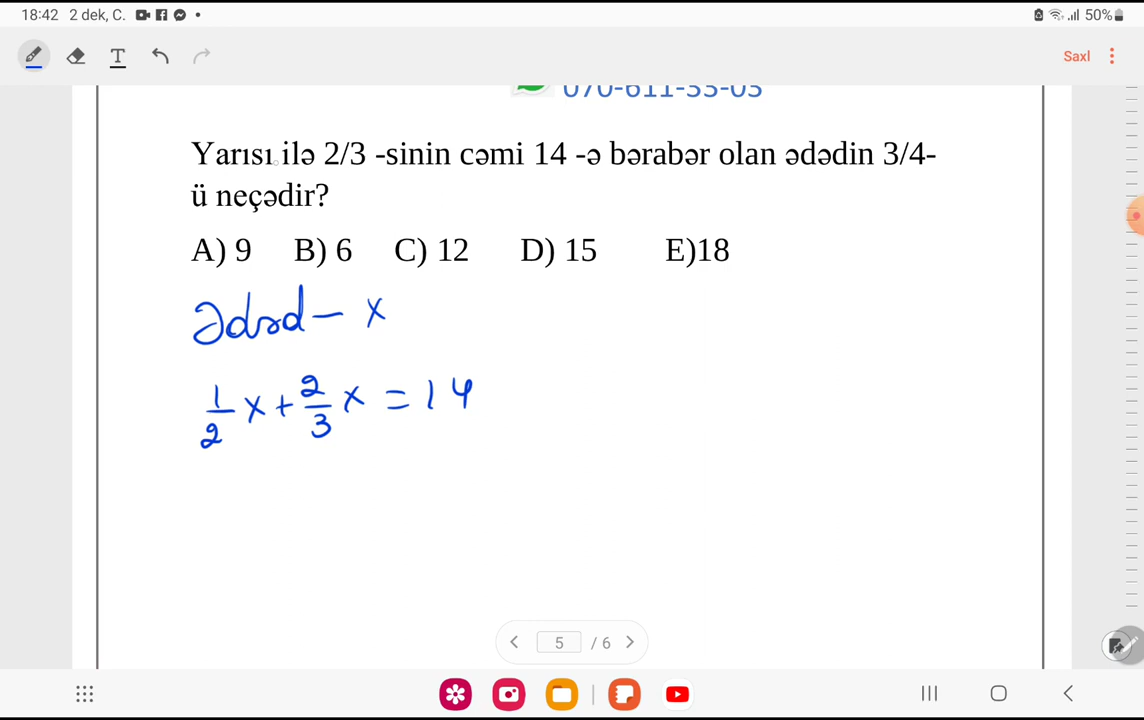 18:42 2 dek, C. 50%
Saxl
070-611-33-03
Yarısı ilə 2/3 -sinin cəmi 14 -ə bərabər olan ədədin 3/4-
ü neçədir?
A) 9 B) 6 C) 12 D) 15 E)18
Ədəd – x
1/2 x + 2/3 x = 14
5 / 6